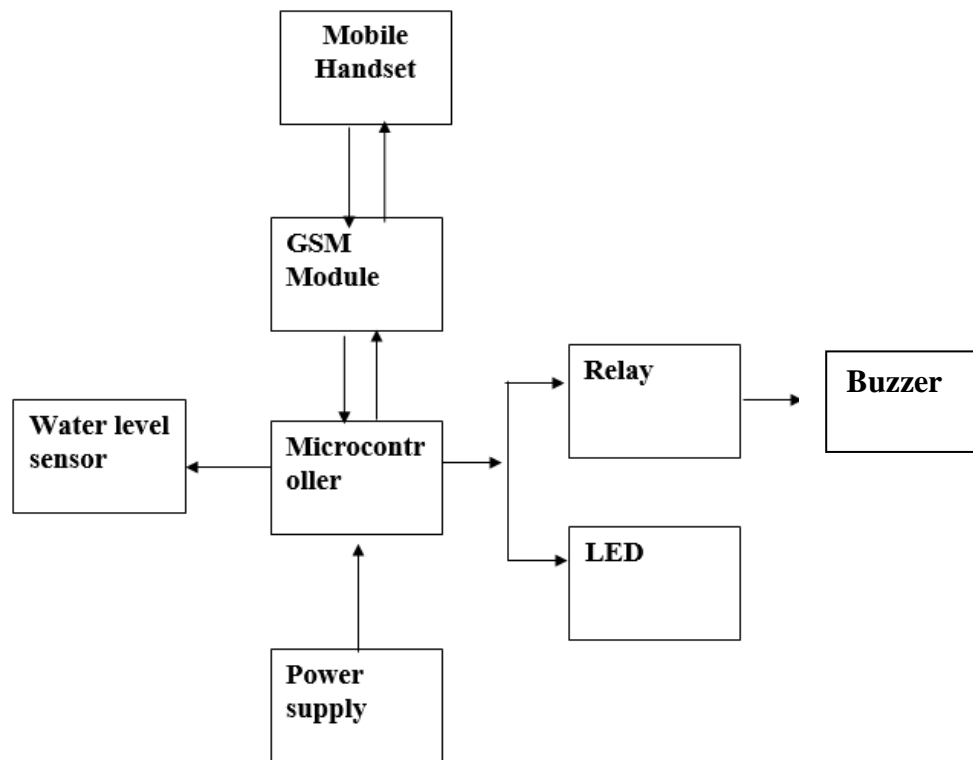 Mobile
Handset
GSM
Module
Relay
Buzzer
Water level
sensor
Microcontr
oller
LED
Power
supply